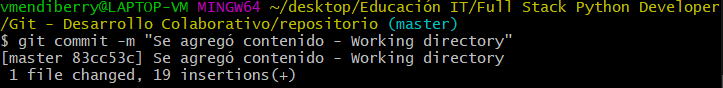 vmendiberry@LAPTOP-VM MINGW64 ~/desktop/Educación IT/Full Stack Python Developer
/Git - Desarrollo Colaborativo/repositorio (master)
$ git commit -m "Se agregó contenido - Working directory"
[master 83cc53c] Se agregó contenido - Working directory
 1 file changed, 19 insertions(+)